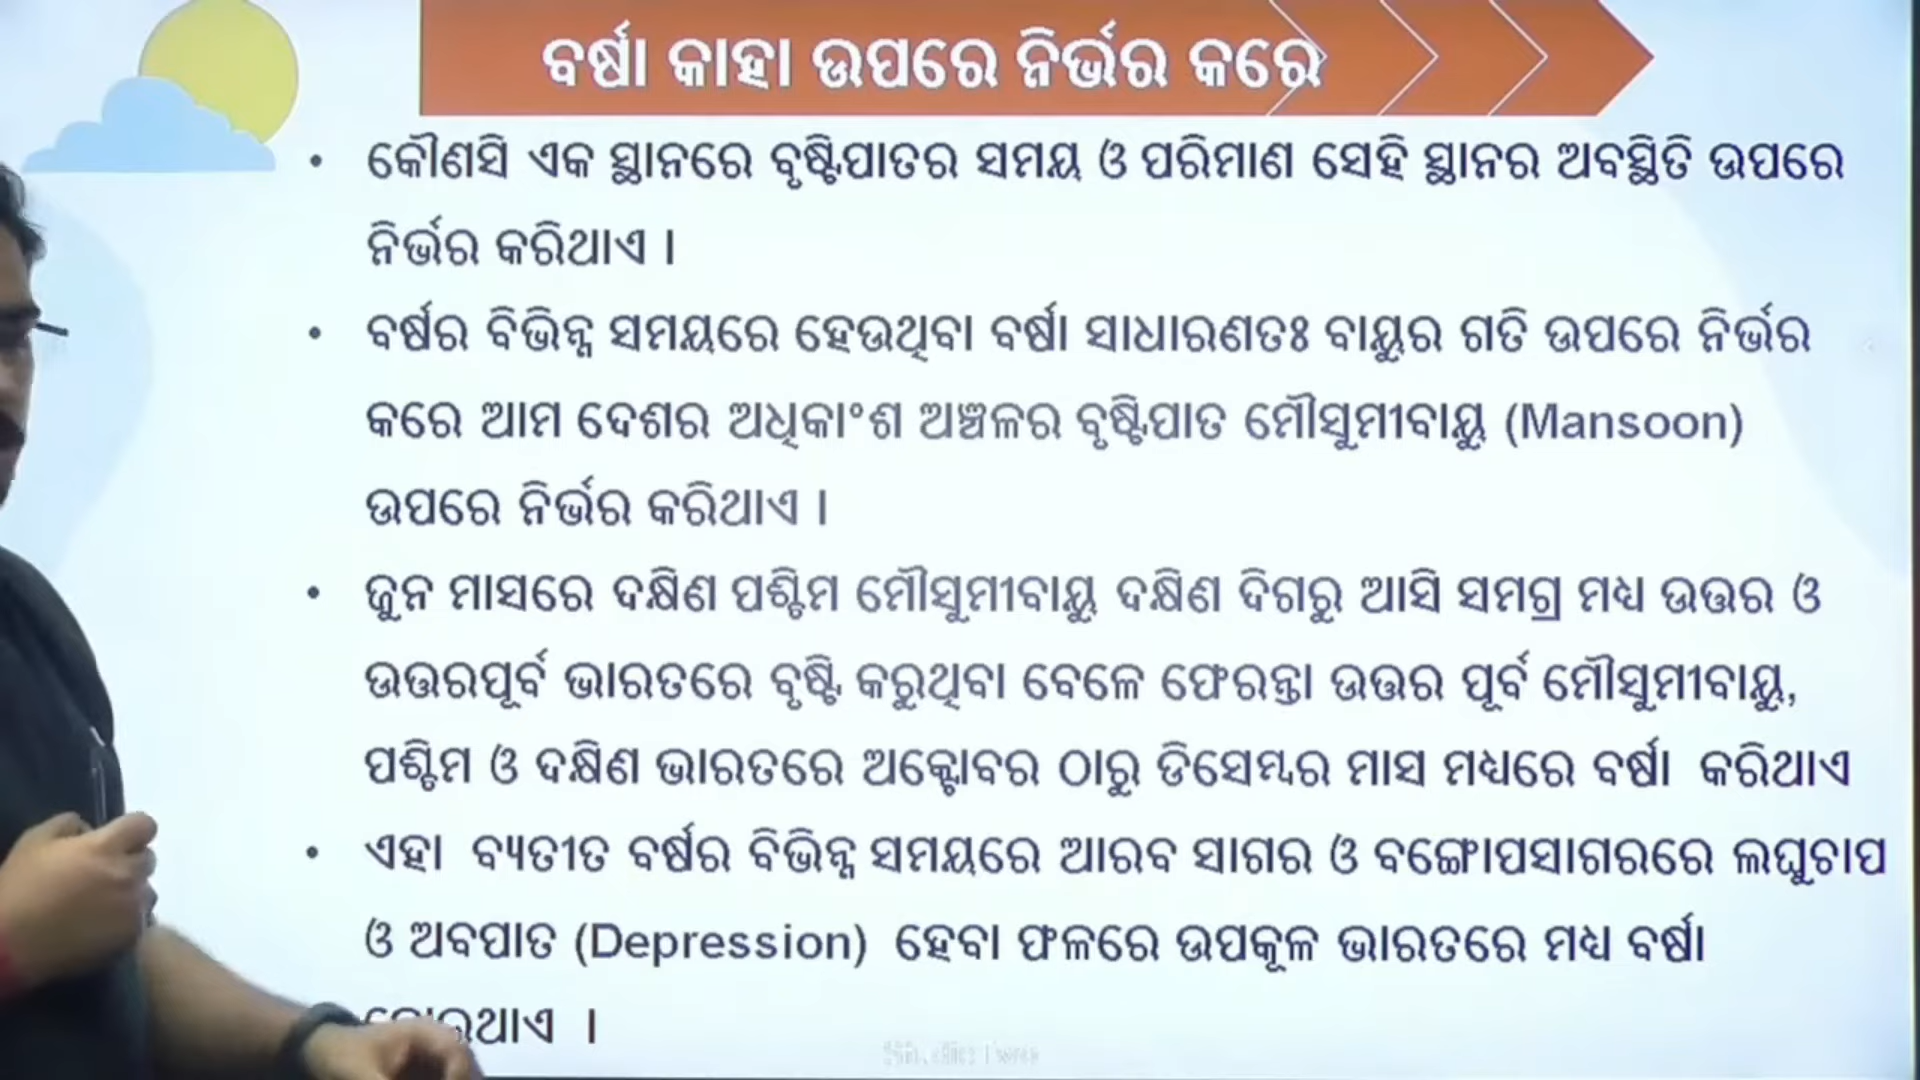 ବର୍ଷା କାହା ଉପରେ ନିର୍ଭର କରେ
• କୌଣସି ଏକ ସ୍ଥାନରେ ବୃଷ୍ଟିପାତର ସମୟ ଓ ପରିମାଣ ସେହି ସ୍ଥାନର ଅବସ୍ଥିତି ଉପରେ
ନିର୍ଭର କରିଥାଏ ।
• ବର୍ଷର ବିଭିନ୍ନ ସମୟରେ ହେଉଥିବା ବର୍ଷା ସାଧାରଣତଃ ବାୟୁର ଗତି ଉପରେ ନିର୍ଭର
କରେ ଆମ ଦେଶର ଅଧିକାଂଶ ଅଞ୍ଚଳର ବୃଷ୍ଟିପାତ ମୌସୁମୀବାୟୁ (Mansoon)
ଉପରେ ନିର୍ଭର କରିଥାଏ ।
• ଜୁନ ମାସରେ ଦକ୍ଷିଣ ପଶ୍ଚିମ ମୌସୁମୀବାୟୁ ଦକ୍ଷିଣ ଦିଗରୁ ଆସି ସମଗ୍ର ମଧ୍ୟ ଉତ୍ତର ଓ
ଉତ୍ତରପୂର୍ବ ଭାରତରେ ବୃଷ୍ଟି କରୁଥିବା ବେଳେ ଫେରନ୍ତା ଉତ୍ତର ପୂର୍ବ ମୌସୁମୀବାୟୁ,
ପଶ୍ଚିମ ଓ ଦକ୍ଷିଣ ଭାରତରେ ଅକ୍ଟୋବର ଠାରୁ ଡିସେମ୍ବର ମାସ ମଧ୍ୟରେ ବର୍ଷା କରିଥାଏ
• ଏହା ବ୍ୟତୀତ ବର୍ଷର ବିଭିନ୍ନ ସମୟରେ ଆରବ ସାଗର ଓ ବଙ୍ଗୋପସାଗରରେ ଲଘୁଚାପ
ଓ ଅବପାତ (Depression) ହେବା ଫଳରେ ଉପକୂଳ ଭାରତରେ ମଧ୍ୟ ବର୍ଷା
।